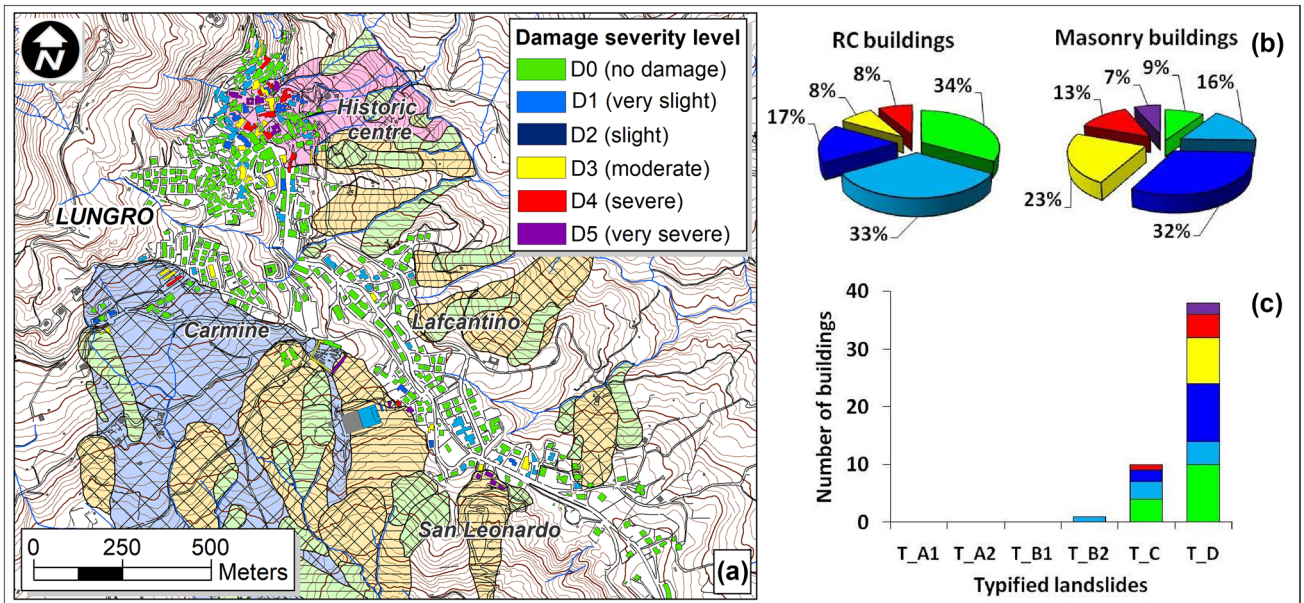 N
Damage severity level
D0 (no damage)
D1 (very slight)
D2 (slight)
D3 (moderate)
D4 (severe)
D5 (very severe)
Historic
centre
LUNGRO
Carmine
Lafcantino
San Leonardo
0 250 500
Meters
(a)
RC buildings
8%
8%
34%
17%
33%
Masonry buildings
(b)
7%
9%
16%
13%
23%
32%
(c)
Number of buildings
40
30
20
10
0
T_A1 T_A2 T_B1 T_B2 T_C T_D
Typified landslides